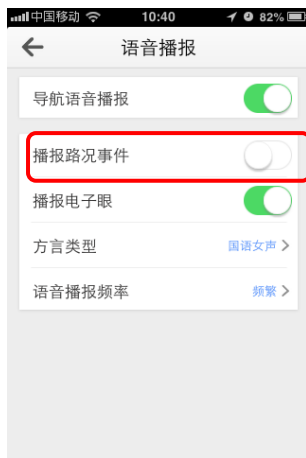 中国移动 10:40 82%
语音播报
导航语音播报
播报路况事件
播报电子眼
方言类型 国语女声
语音播报频率 频繁